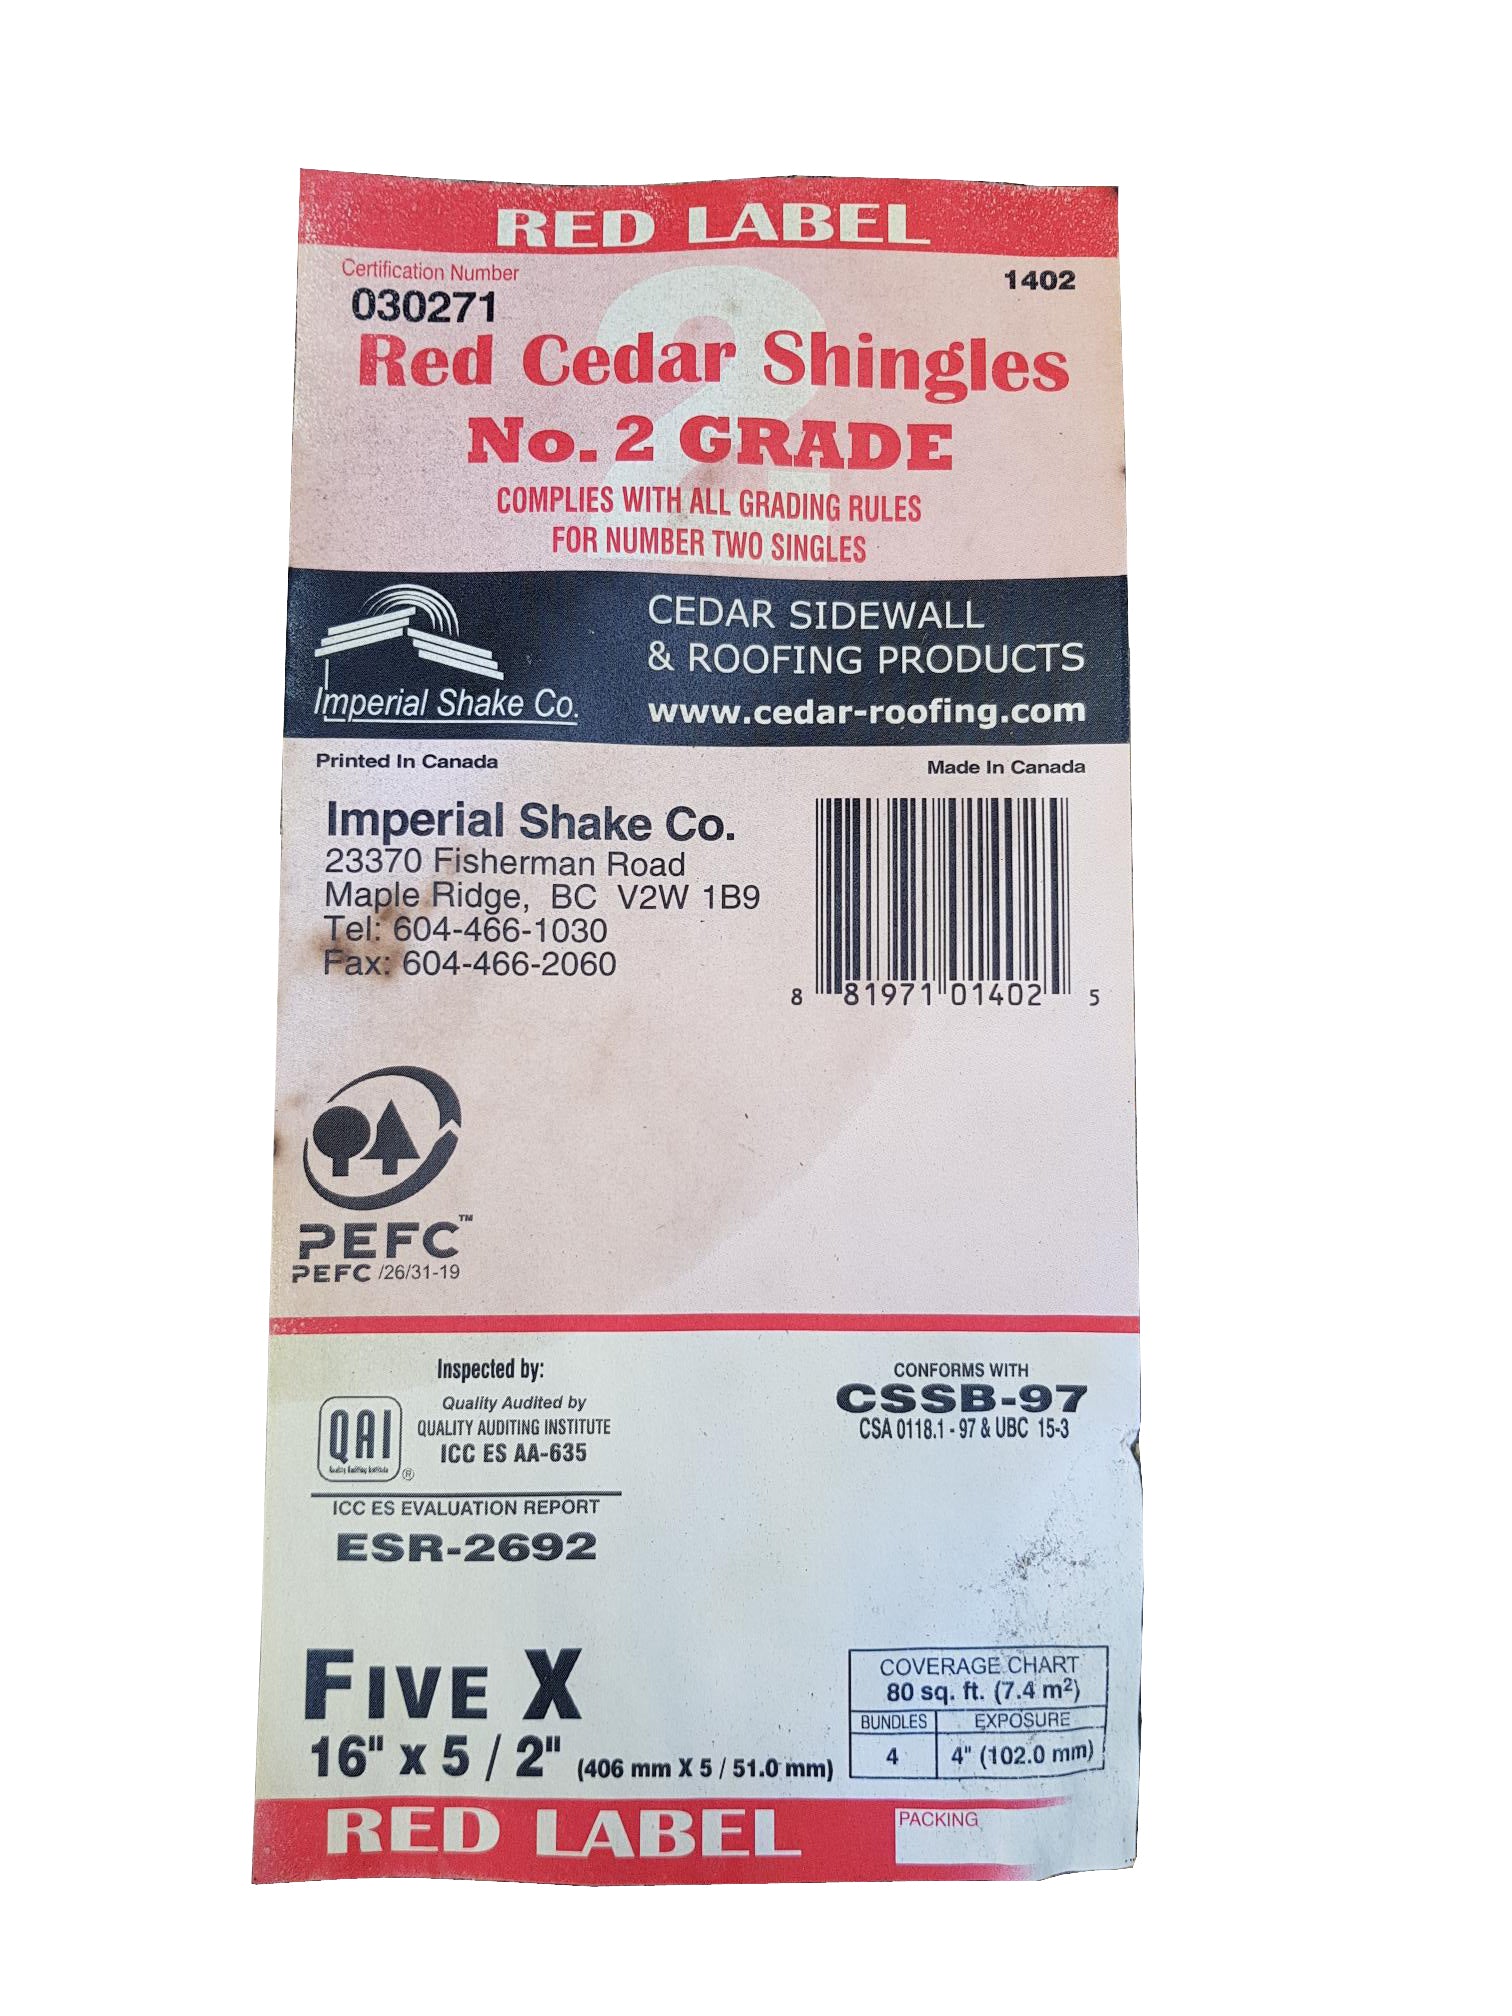 RED LABEL
Certification Number
030271
1402
2
Red Cedar Shingles
No. 2 GRADE
COMPLIES WITH ALL GRADING RULES
FOR NUMBER TWO SINGLES
Imperial Shake Co.
CEDAR SIDEWALL
& ROOFING PRODUCTS
www.cedar-roofing.com
Printed In Canada
Made In Canada
Imperial Shake Co.
23370 Fisherman Road
Maple Ridge, BC V2W 1B9
Tel: 604-466-1030
Fax: 604-466-2060
8 81971 01402 5
PEFC™
PEFC /26/31-19
Inspected by:
QAI
Quality Auditing Institute
®
Quality Audited by
QUALITY AUDITING INSTITUTE
ICC ES AA-635
ICC ES EVALUATION REPORT
ESR-2692
CONFORMS WITH
CSSB-97
CSA 0118.1 - 97 & UBC 15-3
FIVE X
16" x 5 / 2" (406 mm X 5 / 51.0 mm)
COVERAGE CHART
80 sq. ft. (7.4 m²)
BUNDLES EXPOSURE
4 4" (102.0 mm)
RED LABEL
PACKING